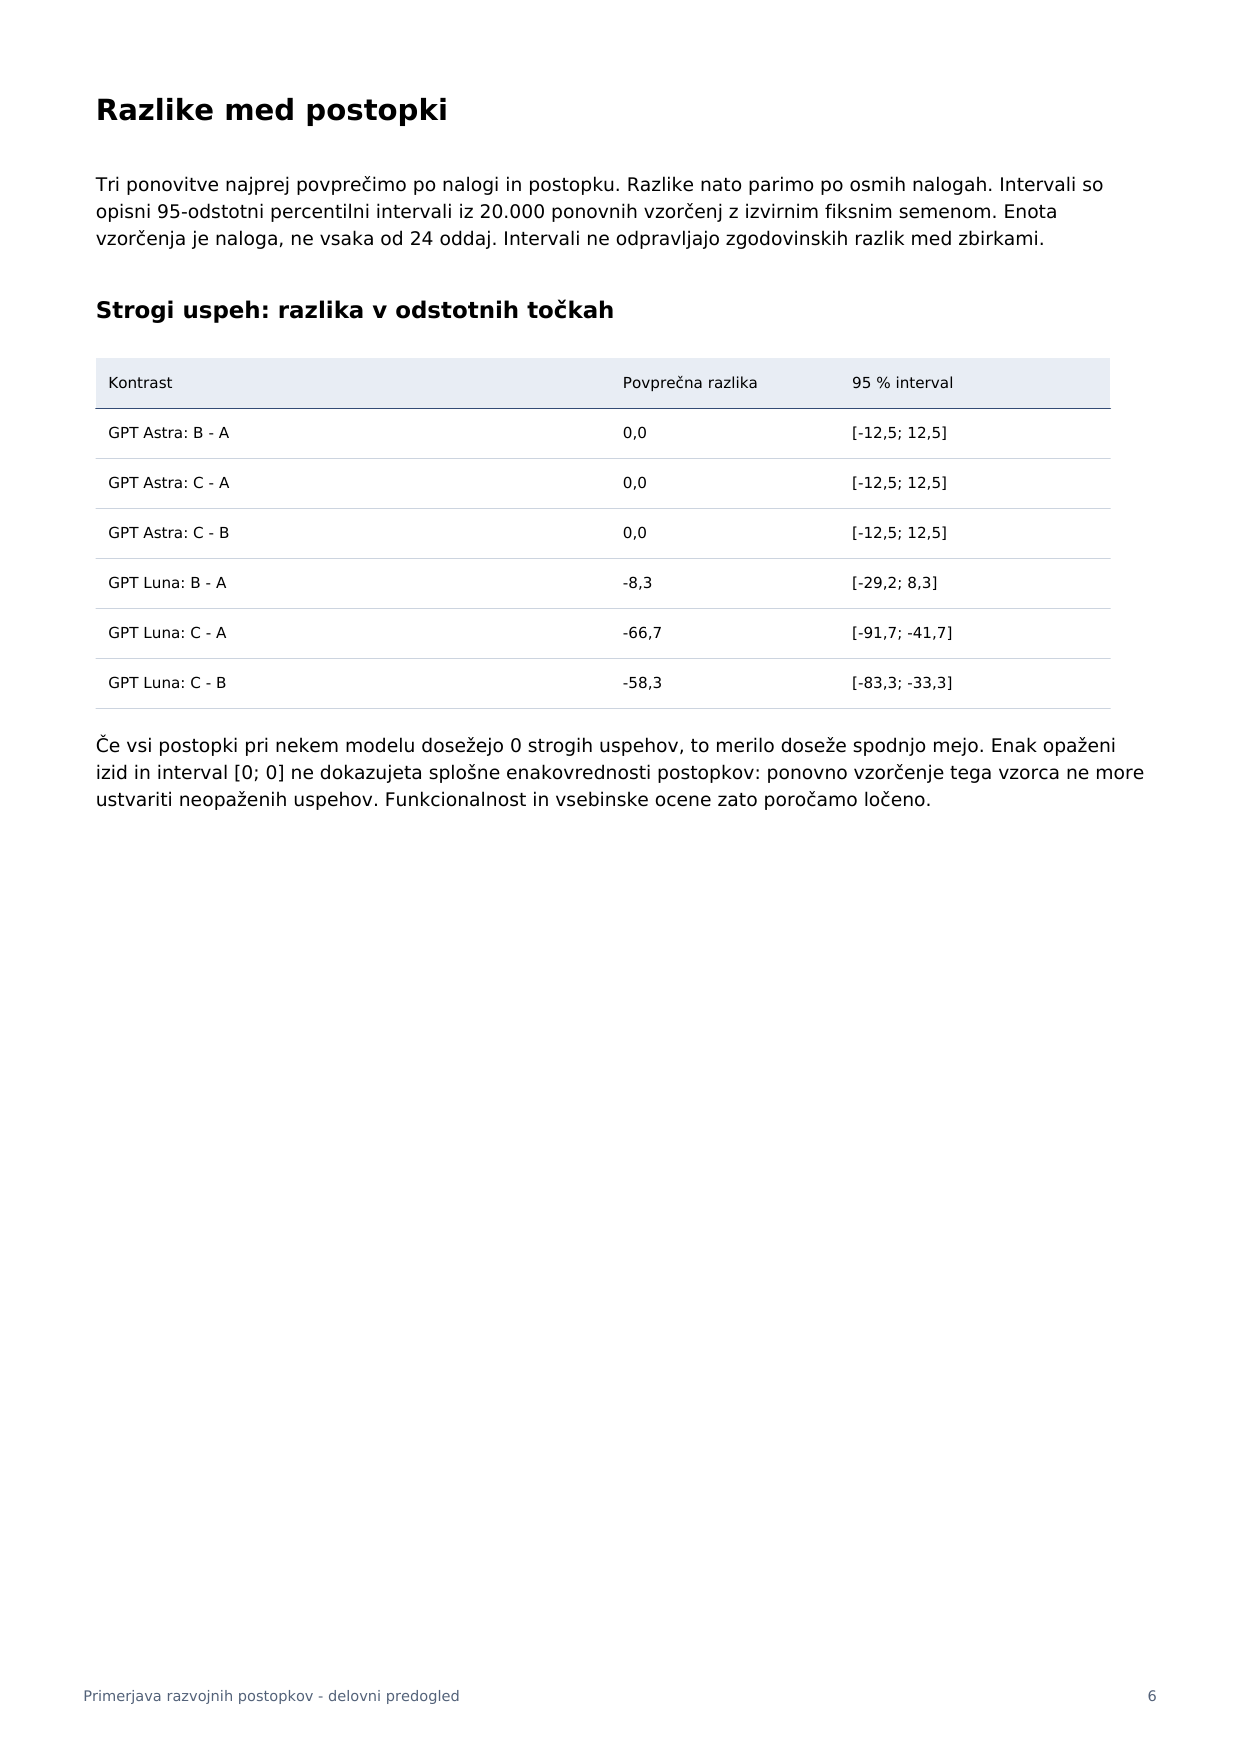 Razlike med postopki
Tri ponovitve najprej povprečimo po nalogi in postopku. Razlike nato parimo po osmih nalogah. Intervali so
opisni 95-odstotni percentilni intervali iz 20.000 ponovnih vzorčenj z izvirnim fiksnim semenom. Enota
vzorčenja je naloga, ne vsaka od 24 oddaj. Intervali ne odpravljajo zgodovinskih razlik med zbirkami.
Strogi uspeh: razlika v odstotnih točkah
Kontrast Povprečna razlika 95 % interval
GPT Astra: B - A 0,0 [-12,5; 12,5]
GPT Astra: C - A 0,0 [-12,5; 12,5]
GPT Astra: C - B 0,0 [-12,5; 12,5]
GPT Luna: B - A -8,3 [-29,2; 8,3]
GPT Luna: C - A -66,7 [-91,7; -41,7]
GPT Luna: C - B -58,3 [-83,3; -33,3]
Če vsi postopki pri nekem modelu dosežejo 0 strogih uspehov, to merilo doseže spodnjo mejo. Enak opaženi
izid in interval [0; 0] ne dokazujeta splošne enakovrednosti postopkov: ponovno vzorčenje tega vzorca ne more
ustvariti neopaženih uspehov. Funkcionalnost in vsebinske ocene zato poročamo ločeno.
Primerjava razvojnih postopkov - delovni predogled 6